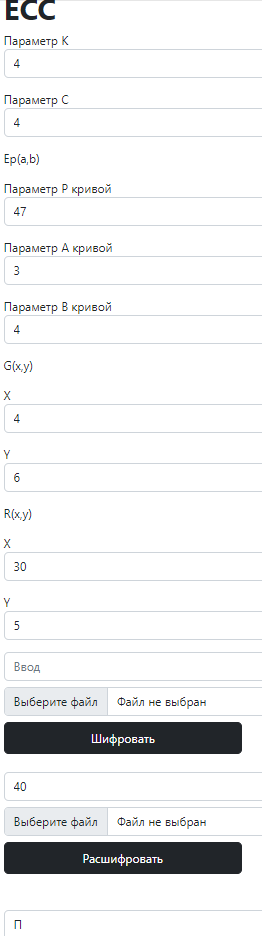 ECC
Параметр K
4
Параметр C
4
Ep(a,b)
Параметр P кривой
47
Параметр A кривой
3
Параметр B кривой
4
G(x,y)
X
4
Y
6
R(x,y)
X
30
Y
5
Ввод
Выберите файл Файл не выбран
Шифровать
40
Выберите файл Файл не выбран
Расшифровать
П